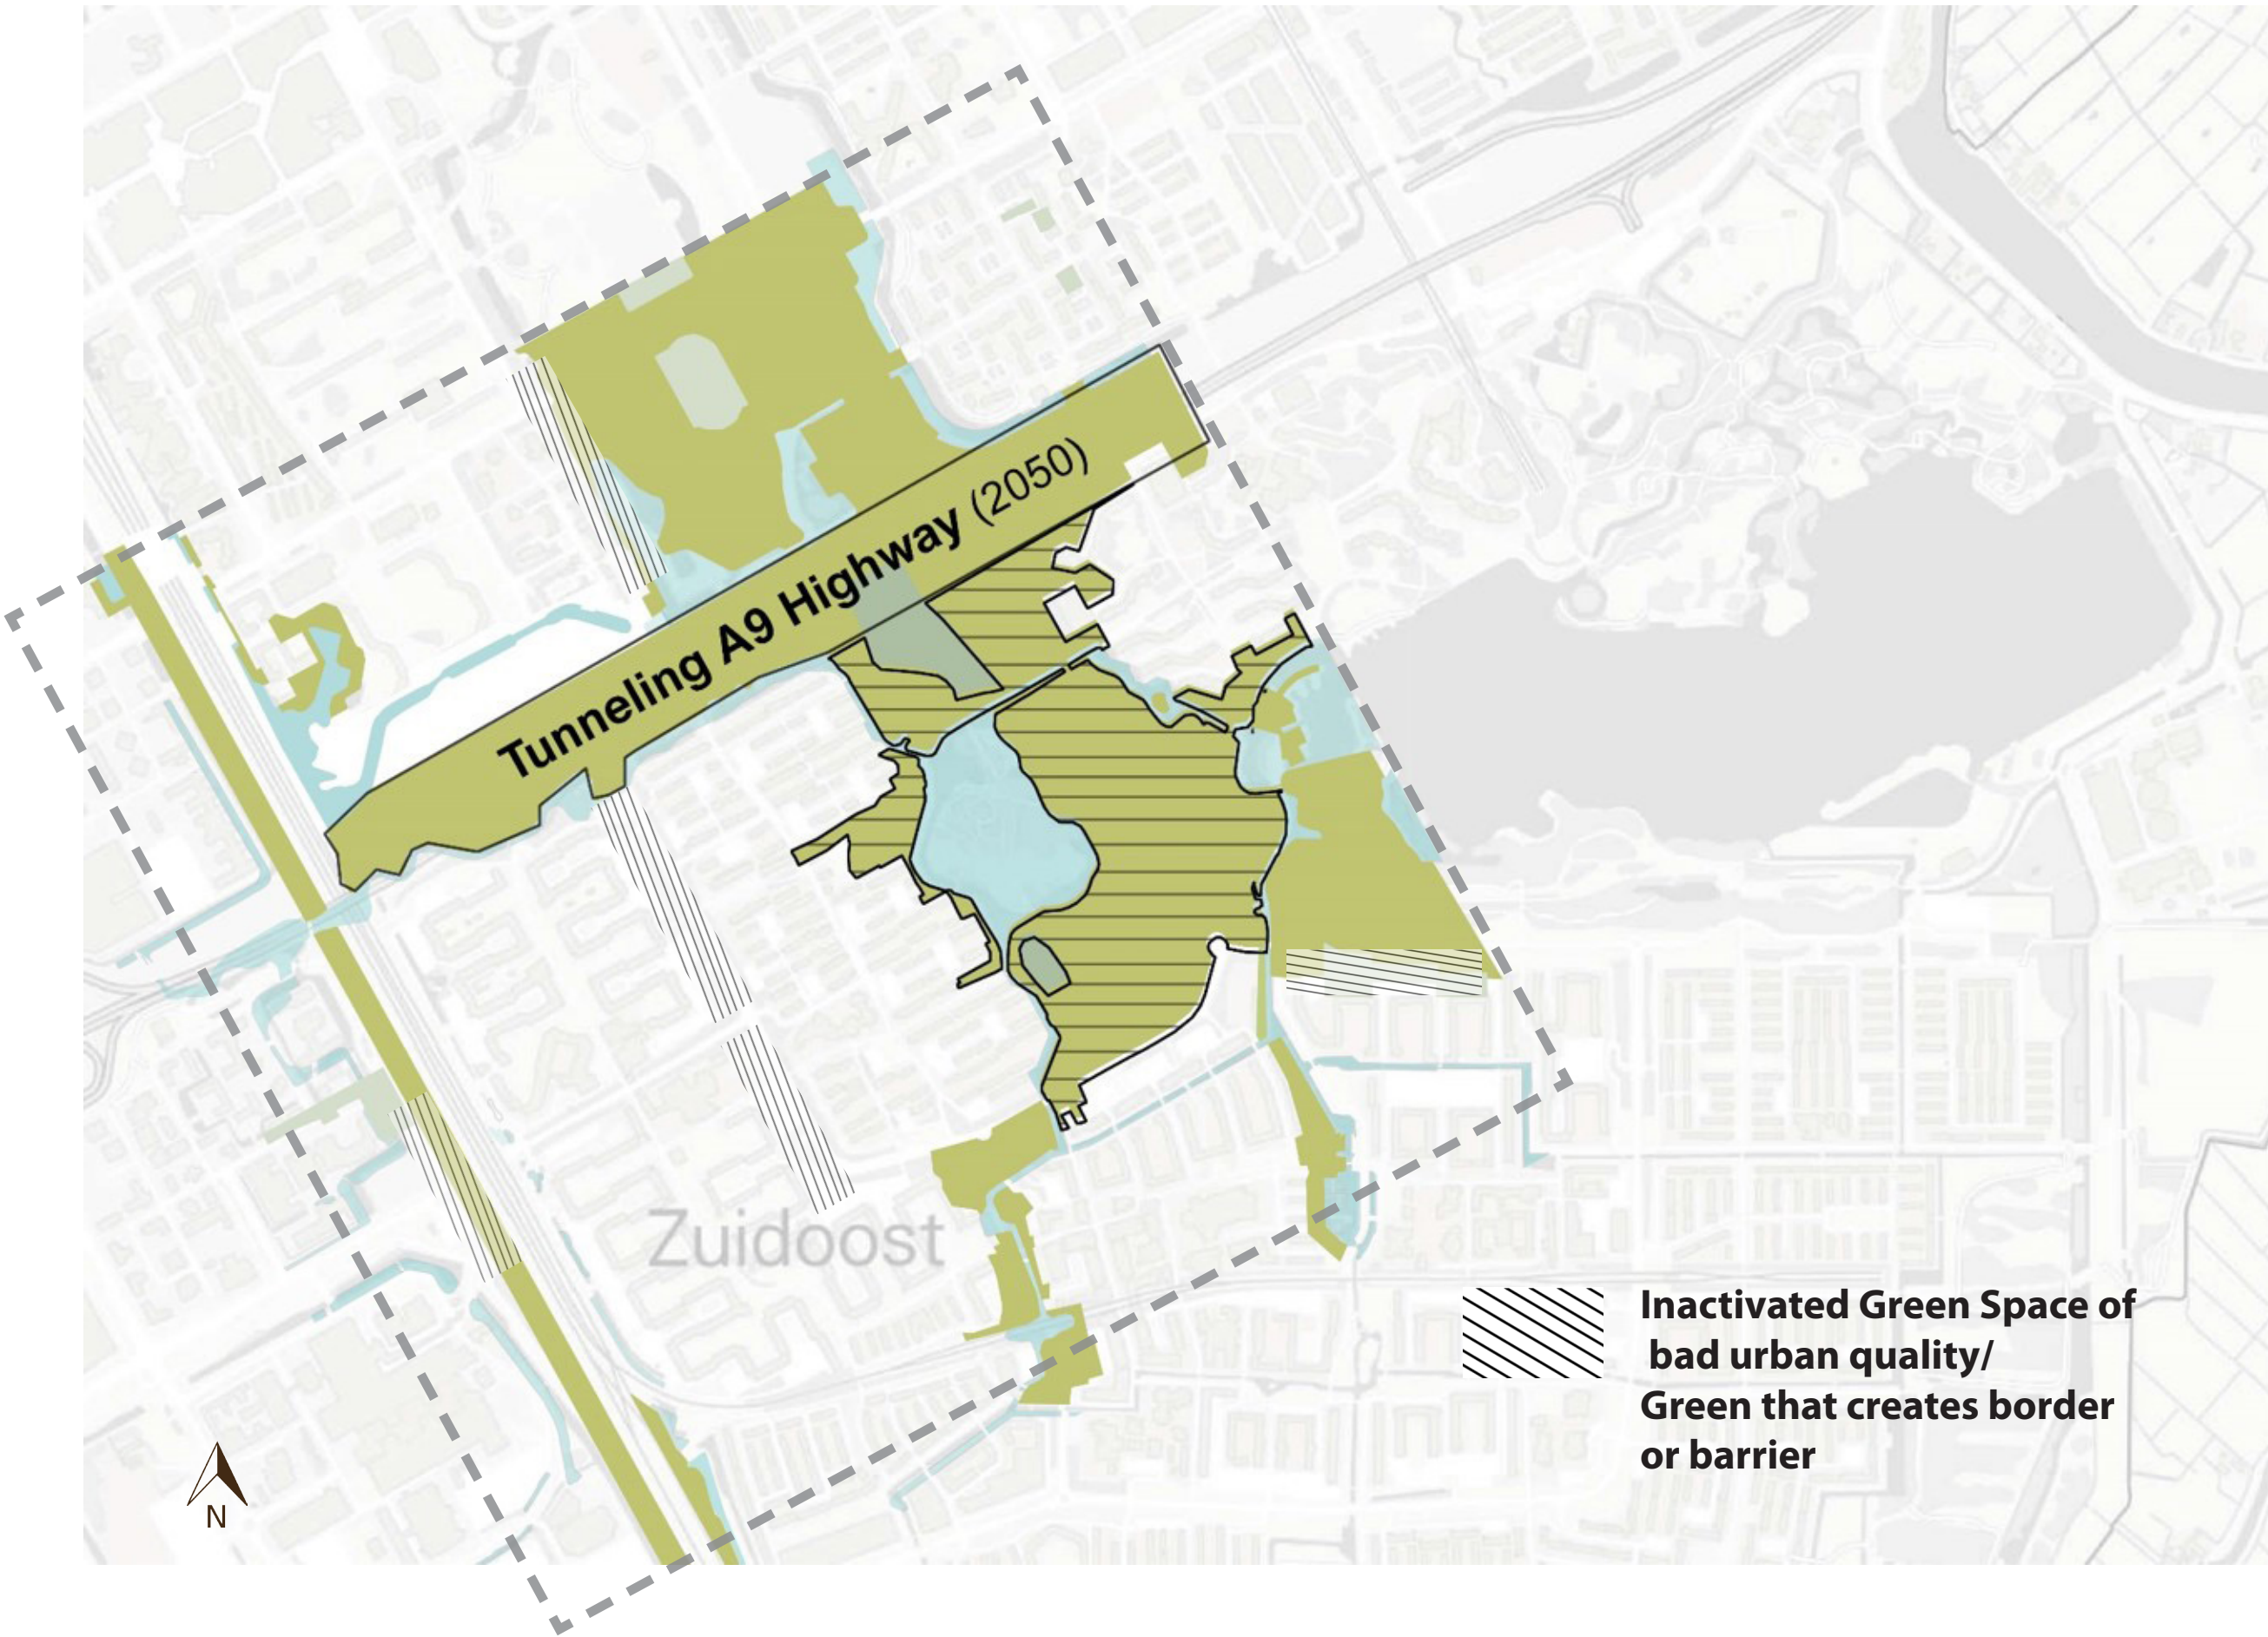 Tunneling A9 Highway (2050)
Zuidoost
Inactivated Green Space of
bad urban quality/
Green that creates border
or barrier
N